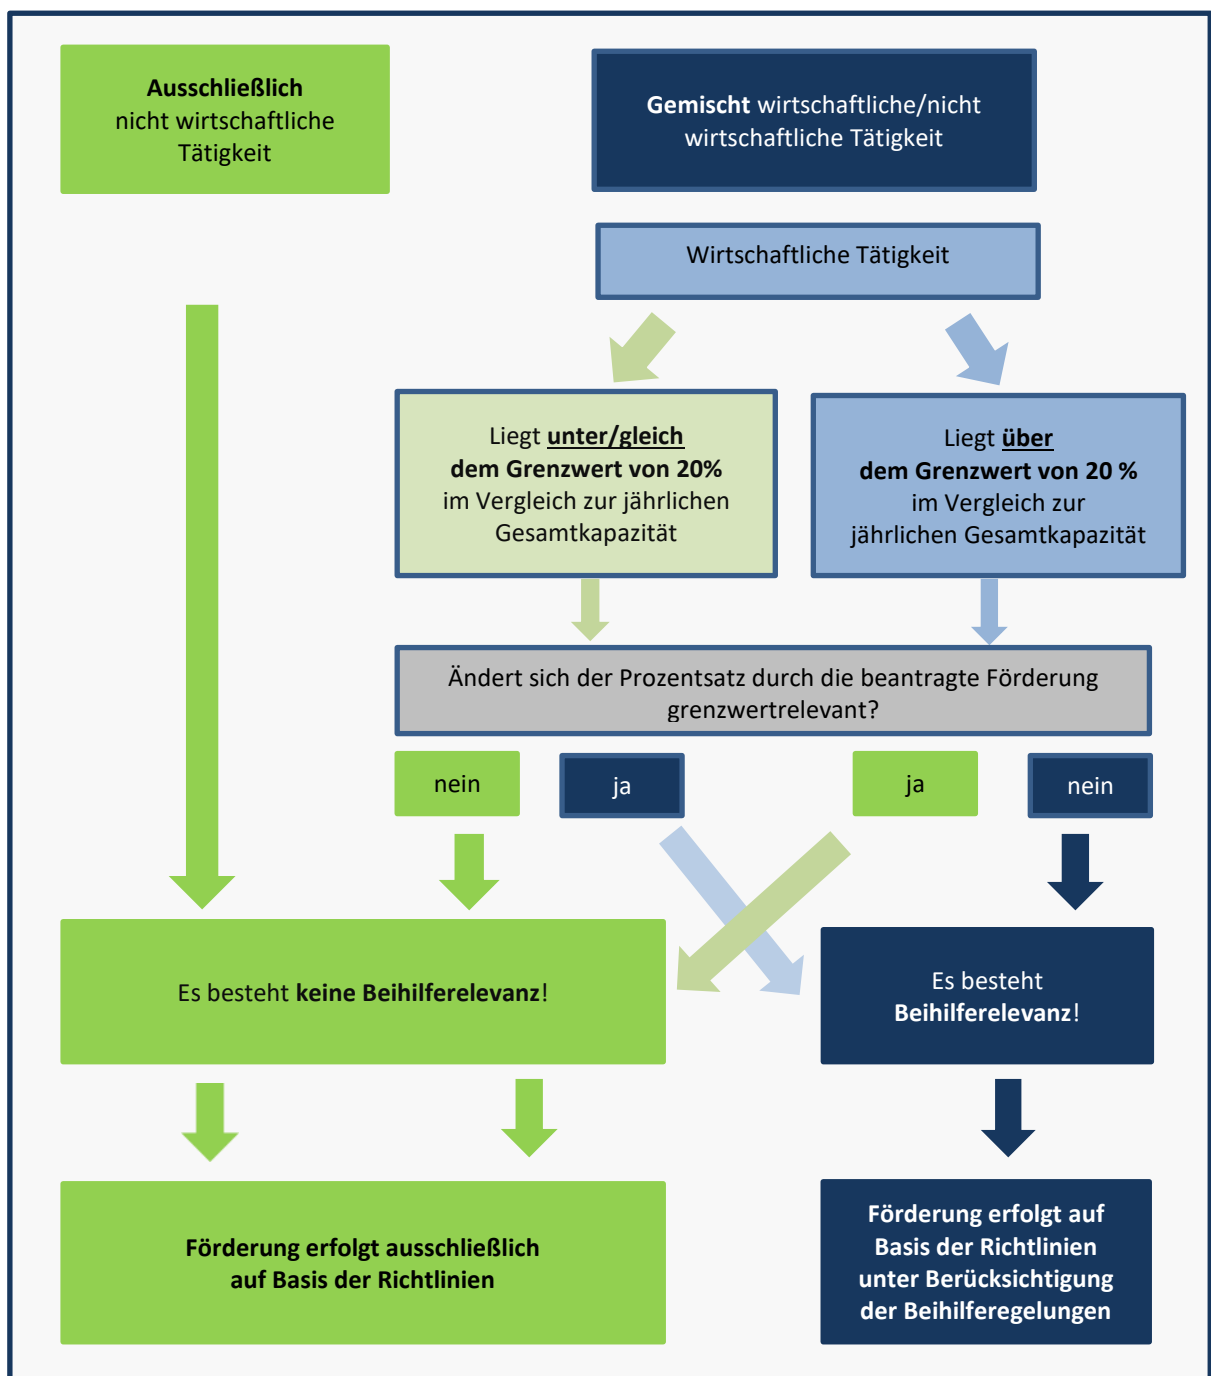 Ausschließlich
nicht wirtschaftliche
Tätigkeit
Gemischt wirtschaftliche/nicht
wirtschaftliche Tätigkeit
Wirtschaftliche Tätigkeit
Liegt unter/gleich
dem Grenzwert von 20%
im Vergleich zur jährlichen
Gesamtkapazität
Liegt über
dem Grenzwert von 20 %
im Vergleich zur
jährlichen Gesamtkapazität
Ändert sich der Prozentsatz durch die beantragte Förderung
grenzwertrelevant?
nein
ja
ja
nein
Es besteht keine Beihilferelevanz!
Es besteht
Beihilferelevanz!
Förderung erfolgt ausschließlich
auf Basis der Richtlinien
Förderung erfolgt auf
Basis der Richtlinien
unter Berücksichtigung
der Beihilferegelungen